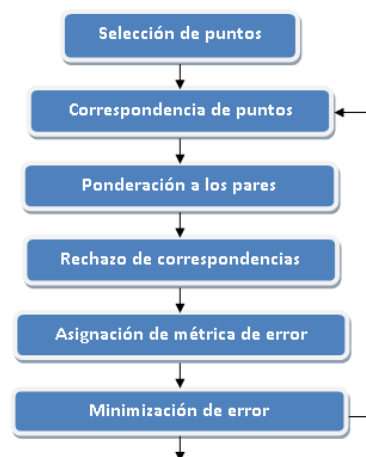 Selección de puntos
Correspondencia de puntos
Ponderación a los pares
Rechazo de correspondencias
Asignación de métrica de error
Minimización de error